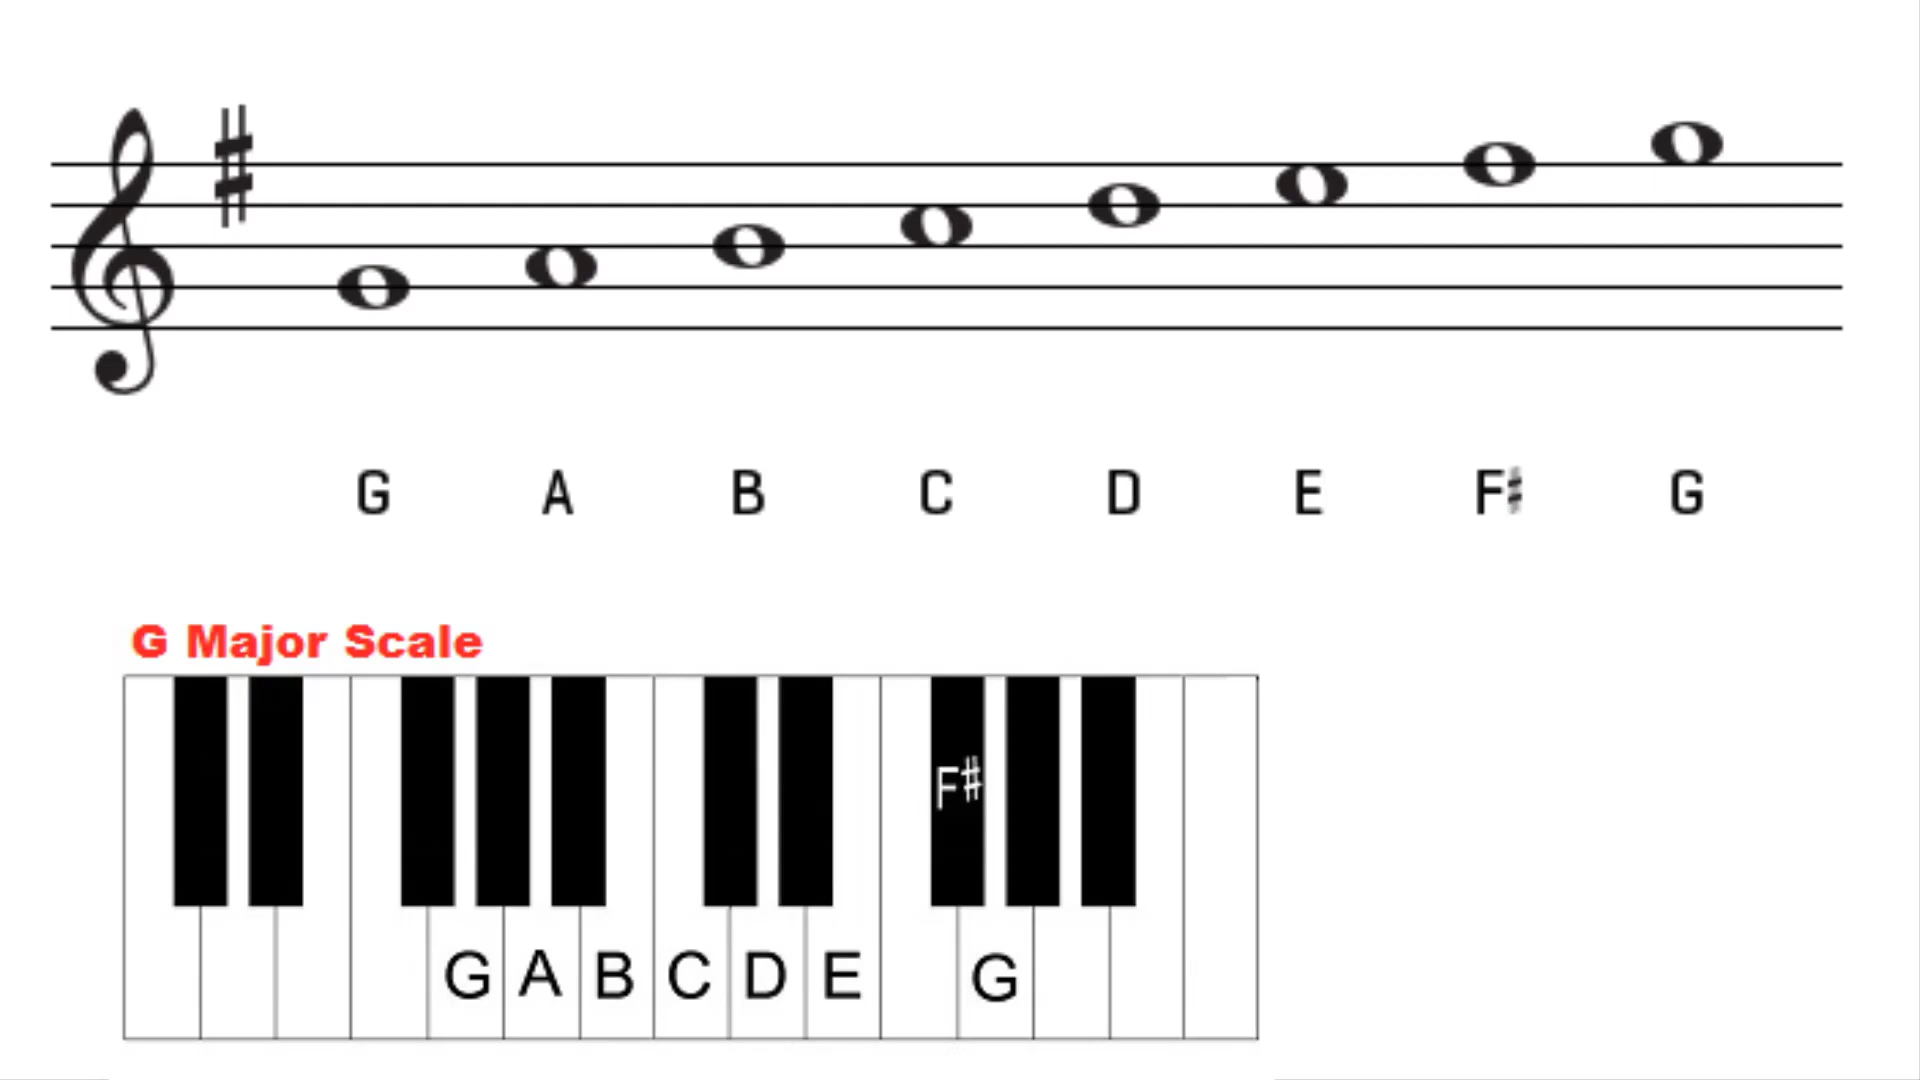 G A B C D E F♯ G
G Major Scale
F♯
G A B C D E G